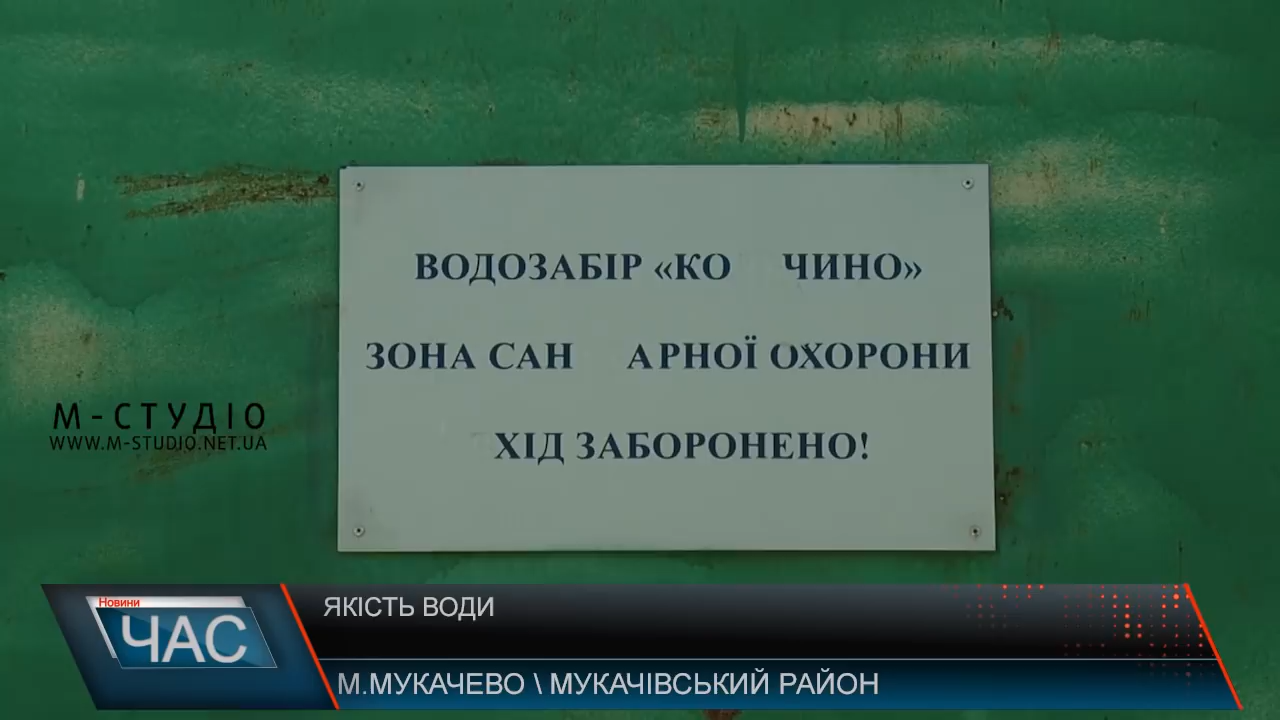 ВОДОЗАБІР «КО ЧИНО»
ЗОНА САН АРНОЇ ОХОРОНИ
ХІД ЗАБОРОНЕНО!
М-СТУДІО
WWW.M-STUDIO.NET.UA
Новини
ЧАС
ЯКІСТЬ ВОДИ
М.МУКАЧЕВО \ МУКАЧІВСЬКИЙ РАЙОН